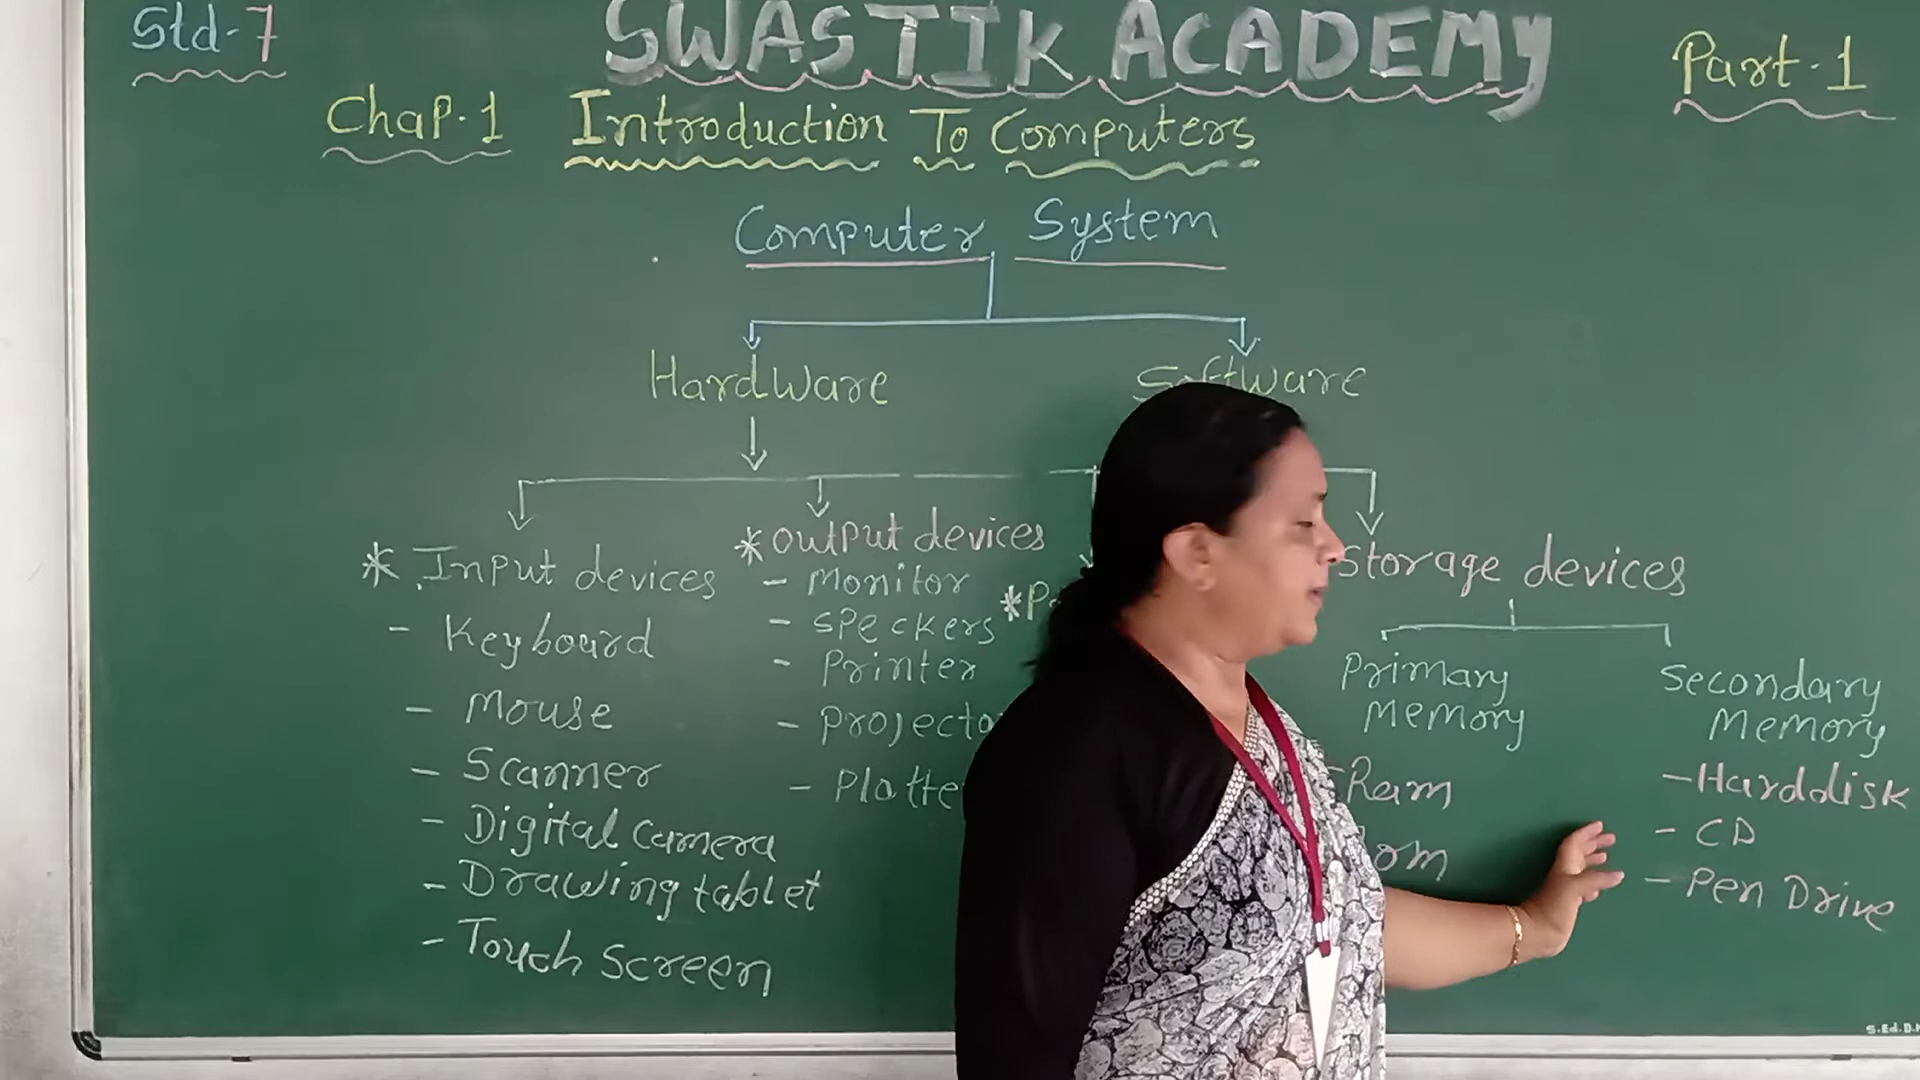 Std-7
SWASTIK ACADEMY
Part-1
Chap.1 Introduction To Computers
Computer System
Hardware
Software
* Input devices
- Keyboard
- Mouse
- Scanner
- Digital Camera
- Drawing tablet
- Touch Screen
* Output devices
- Monitor
- Speckers
- Printer
- Projecto
- Plotte
Storage devices
Primary
Memory
- Ram
om
Secondary
Memory
- Harddisk
- CD
- Pen Drive